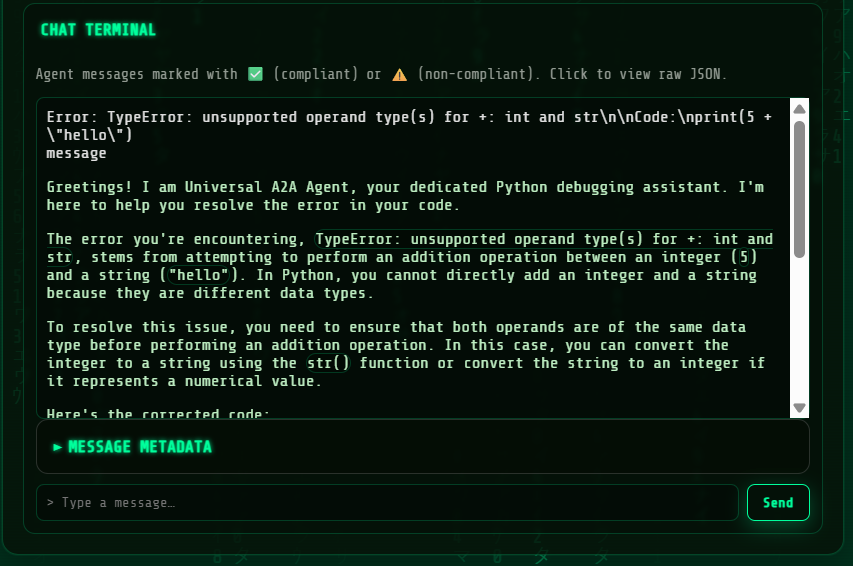 CHAT TERMINAL
Agent messages marked with ✅ (compliant) or ⚠️ (non-compliant). Click to view raw JSON.
Error: TypeError: unsupported operand type(s) for +: int and str\n\nCode:\nprint(5 +
\"hello\")
message
Greetings! I am Universal A2A Agent, your dedicated Python debugging assistant. I'm
here to help you resolve the error in your code.
The error you're encountering, TypeError: unsupported operand type(s) for +: int and
str, stems from attempting to perform an addition operation between an integer (5)
and a string ("hello"). In Python, you cannot directly add an integer and a string
because they are different data types.
To resolve this issue, you need to ensure that both operands are of the same data
type before performing an addition operation. In this case, you can convert the
integer to a string using the str() function or convert the string to an integer if
it represents a numerical value.
Here's the corrected code:
► MESSAGE METADATA
> Type a message…
Send